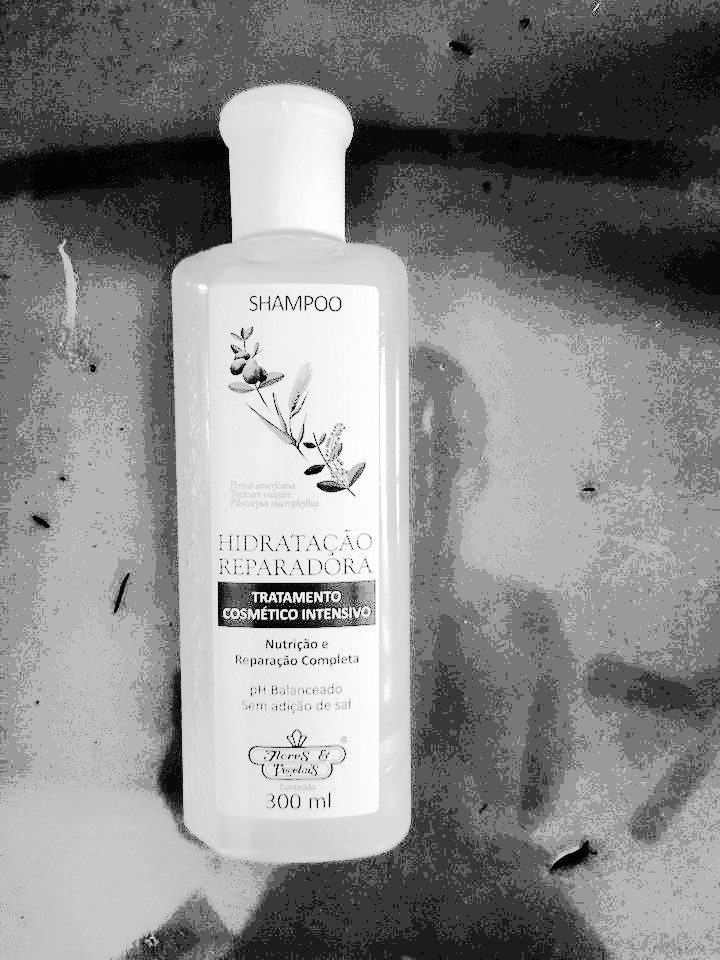 SHAMPOO
Persea americana
Triticum vulgare
Pilocarpus microphyllus
HIDRATAÇÃO
REPARADORA
TRATAMENTO
COSMÉTICO INTENSIVO
Nutrição e
Reparação Completa
pH Balanceado
Sem adição de sal
®
Flores &
Vegetais
Conteúdo
300 ml